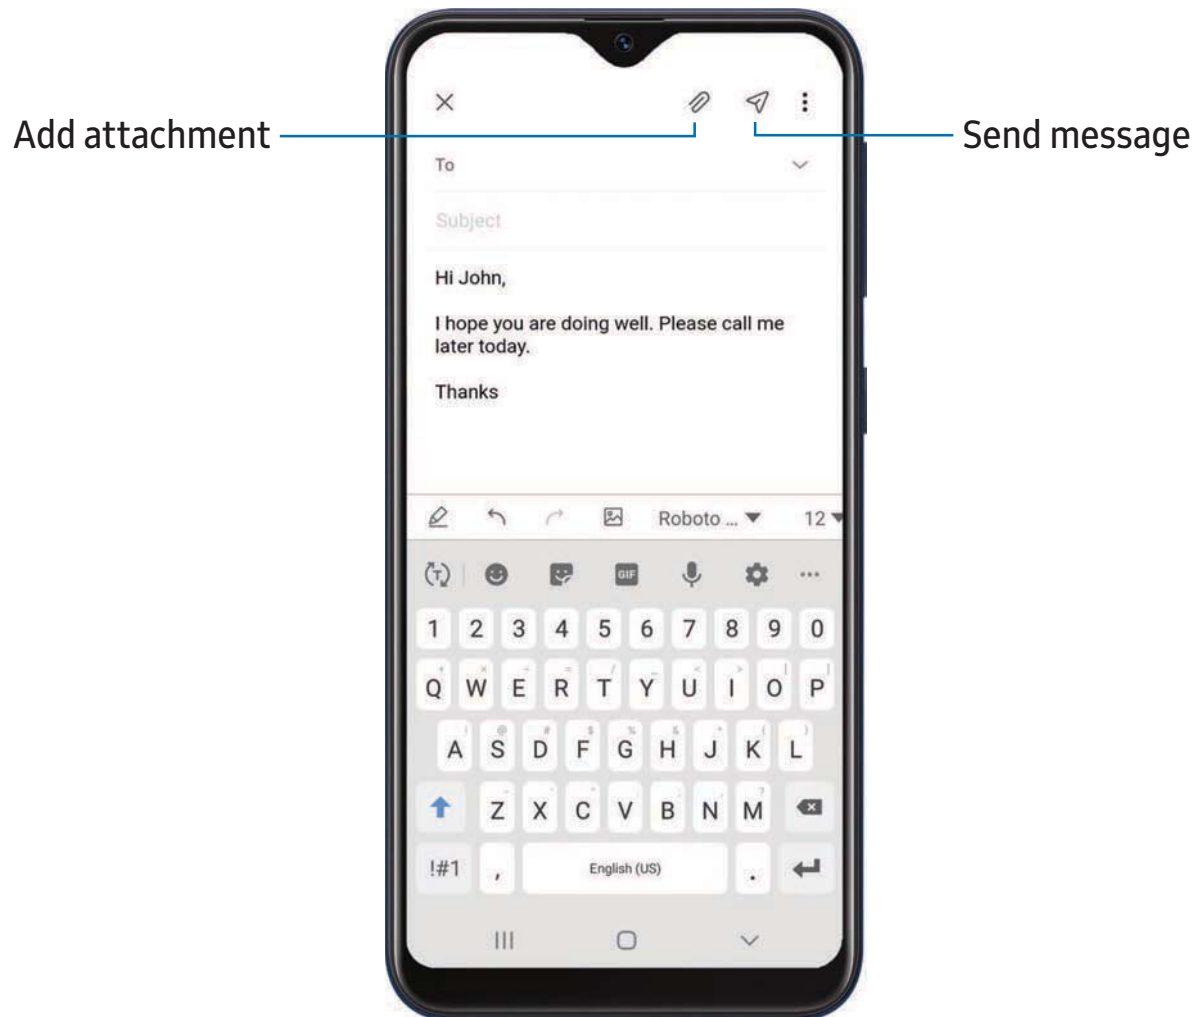 Add attachment
Send message
To
Subject
Hi John,
I hope you are doing well. Please call me
later today.
Thanks
Roboto ... 12
T GIF
1 2 3 4 5 6 7 8 9 0
Q W E R T Y U I O P
A S D F G H J K L
Z X C V B N M
!#1 , English (US) .